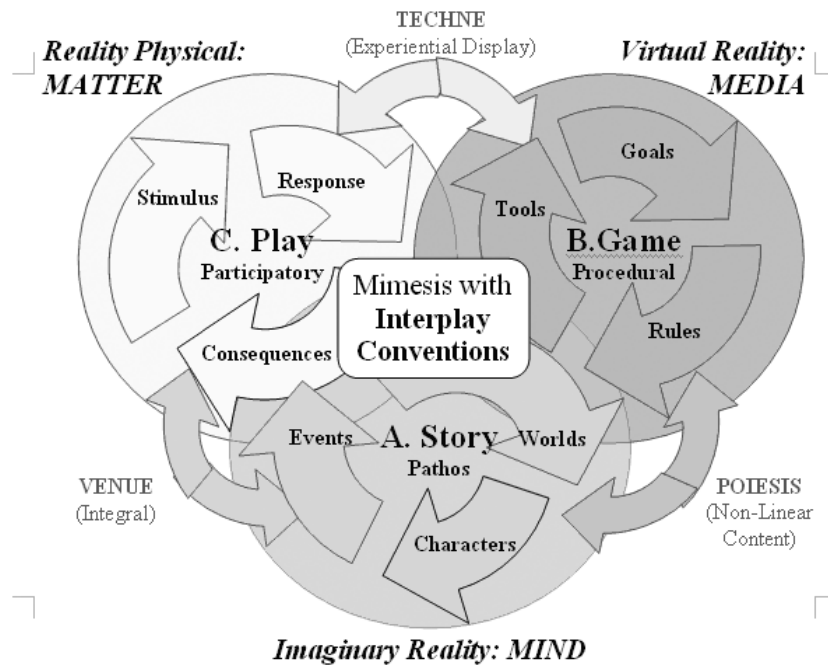 TECHNE
(Experiential Display)
Reality Physical:
MATTER
Virtual Reality:
MEDIA
Stimulus
Response
C. Play
Participatory
Consequences
Goals
Tools
B.Game
Procedural
Rules
Mimesis with
Interplay
Conventions
Events
A. Story
Pathos
Worlds
Characters
VENUE
(Integral)
POIESIS
(Non-Linear
Content)
Imaginary Reality: MIND